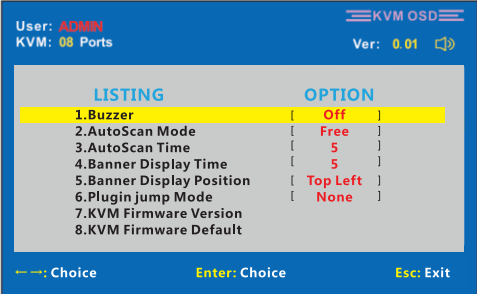 User: ADMIN
KVM OSD
KVM: 08 Ports
Ver: 0.01
LISTING OPTION
1.Buzzer [ Off ]
2.AutoScan Mode [ Free ]
3.AutoScan Time [ 5 ]
4.Banner Display Time [ 5 ]
5.Banner Display Position [ Top Left ]
6.Plugin jump Mode [ None ]
7.KVM Firmware Version
8.KVM Firmware Default
←→: Choice Enter: Choice Esc: Exit